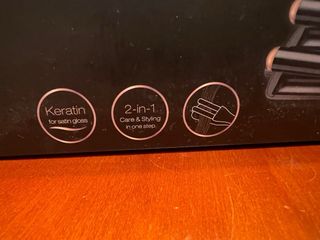 Keratin
for satin gloss
2-in-1
Care & Styling
in one step